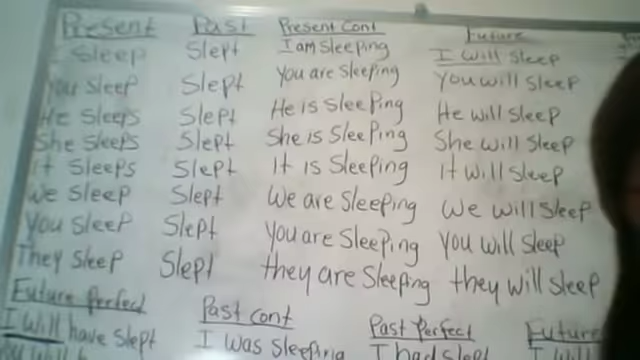 Present Past Present Cont Future
I Sleep Slept I am Sleeping I will Sleep
You Sleep Slept You are Sleeping You will Sleep
He Sleeps Slept He is Sleeping He will Sleep
She Sleeps Slept She is Sleeping She will Sleep
It Sleeps Slept It is Sleeping It will Sleep
We Sleep Slept We are Sleeping We will Sleep
You Sleep Slept You are Sleeping You will Sleep
They Sleep Slept they are Sleeping they will Sleep
Future perfect Past Cont Past Perfect Future
I will have Slept I was Sleeping I had Slept I will